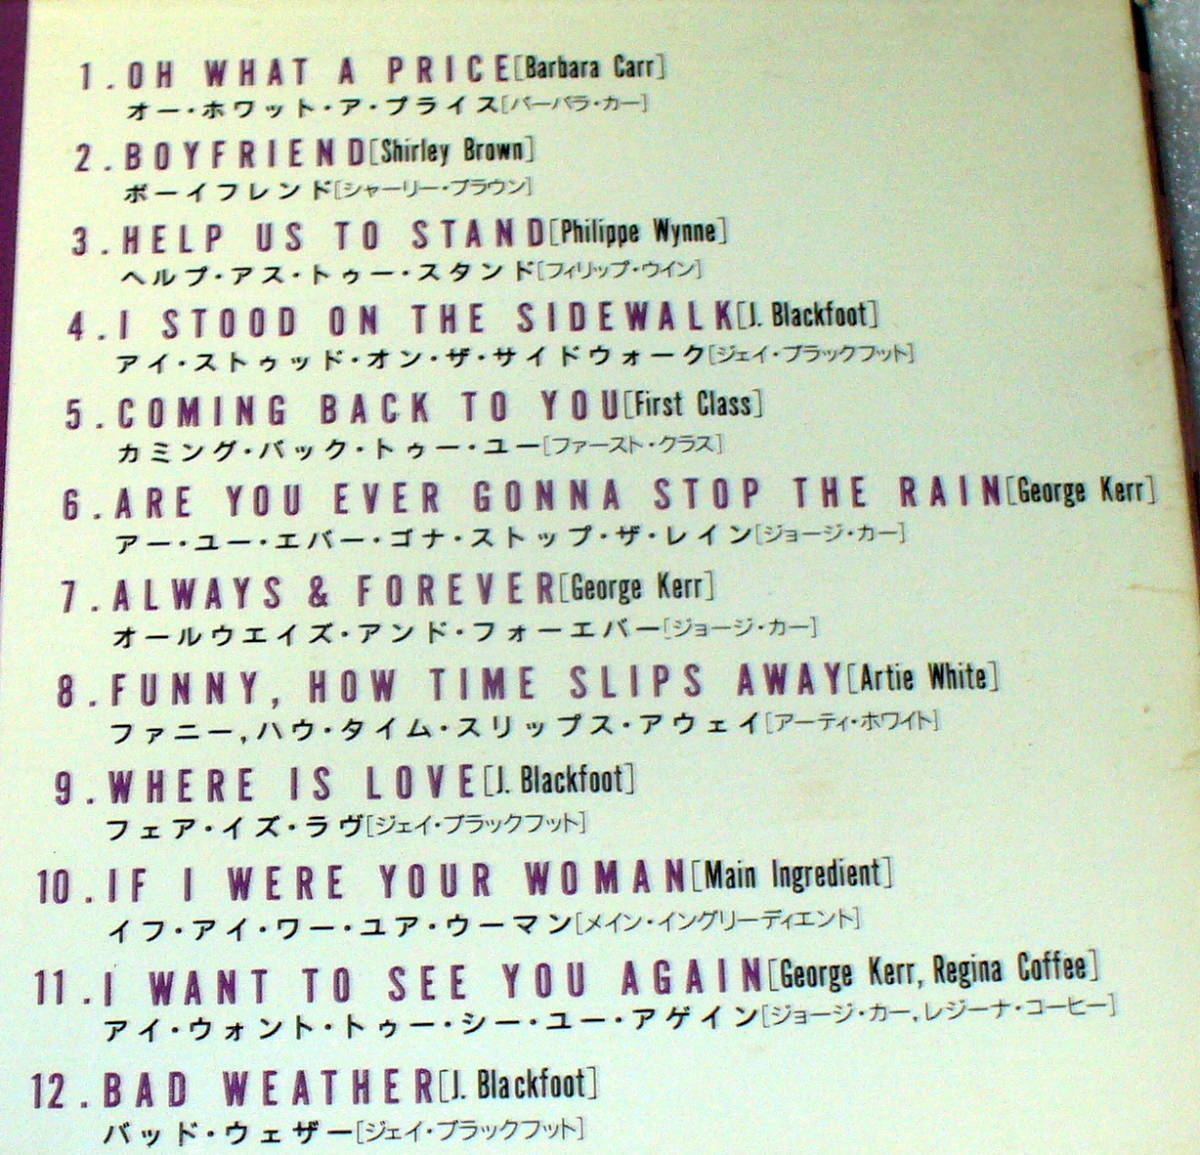 1.OH WHAT A PRICE[Barbara Carr]
オー・ホワット・ア・プライス[バーバラ・カー]
2.BOYFRIEND[Shirley Brown]
ボーイフレンド[シャーリー・ブラウン]
3.HELP US TO STAND[Philippe Wynne]
ヘルプ・アス・トゥー・スタンド[フィリップ・ウイン]
4.I STOOD ON THE SIDEWALK[J. Blackfoot]
アイ・ストゥッド・オン・ザ・サイドウォーク[ジェイ・ブラックフット]
5.COMING BACK TO YOU[First Class]
カミング・バック・トゥー・ユー[ファースト・クラス]
6.ARE YOU EVER GONNA STOP THE RAIN[George Kerr]
アー・ユー・エバー・ゴナ・ストップ・ザ・レイン[ジョージ・カー]
7.ALWAYS & FOREVER[George Kerr]
オールウエイズ・アンド・フォーエバー[ジョージ・カー]
8.FUNNY, HOW TIME SLIPS AWAY[Artie White]
ファニー,ハウ・タイム・スリップス・アウェイ[アーティ・ホワイト]
9.WHERE IS LOVE[J. Blackfoot]
フェア・イズ・ラヴ[ジェイ・ブラックフット]
10.IF I WERE YOUR WOMAN[Main Ingredient]
イフ・アイ・ワー・ユア・ウーマン[メイン・イングリーディエント]
11.I WANT TO SEE YOU AGAIN[George Kerr, Regina Coffee]
アイ・ウォント・トゥー・シー・ユー・アゲイン[ジョージ・カー,レジーナ・コーヒー]
12.BAD WEATHER[J. Blackfoot]
バッド・ウェザー[ジェイ・ブラックフット]